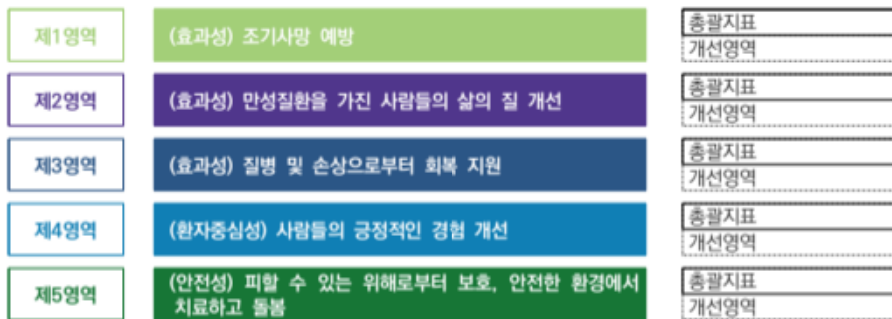 제1영역
(효과성) 조기사망 예방
총괄지표
개선영역
제2영역
(효과성) 만성질환을 가진 사람들의 삶의 질 개선
총괄지표
개선영역
제3영역
(효과성) 질병 및 손상으로부터 회복 지원
총괄지표
개선영역
제4영역
(환자중심성) 사람들의 긍정적인 경험 개선
총괄지표
개선영역
제5영역
(안전성) 피할 수 있는 위해로부터 보호, 안전한 환경에서
치료하고 돌봄
총괄지표
개선영역